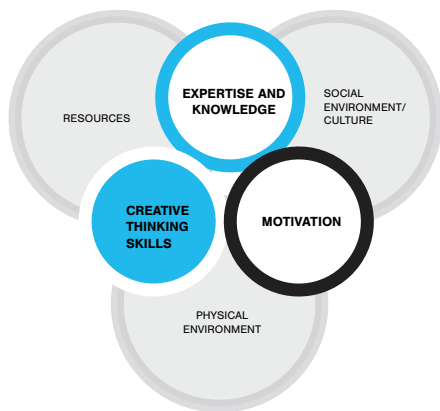 EXPERTISE AND
KNOWLEDGE
RESOURCES
SOCIAL
ENVIRONMENT/
CULTURE
CREATIVE
THINKING
SKILLS
MOTIVATION
PHYSICAL
ENVIRONMENT